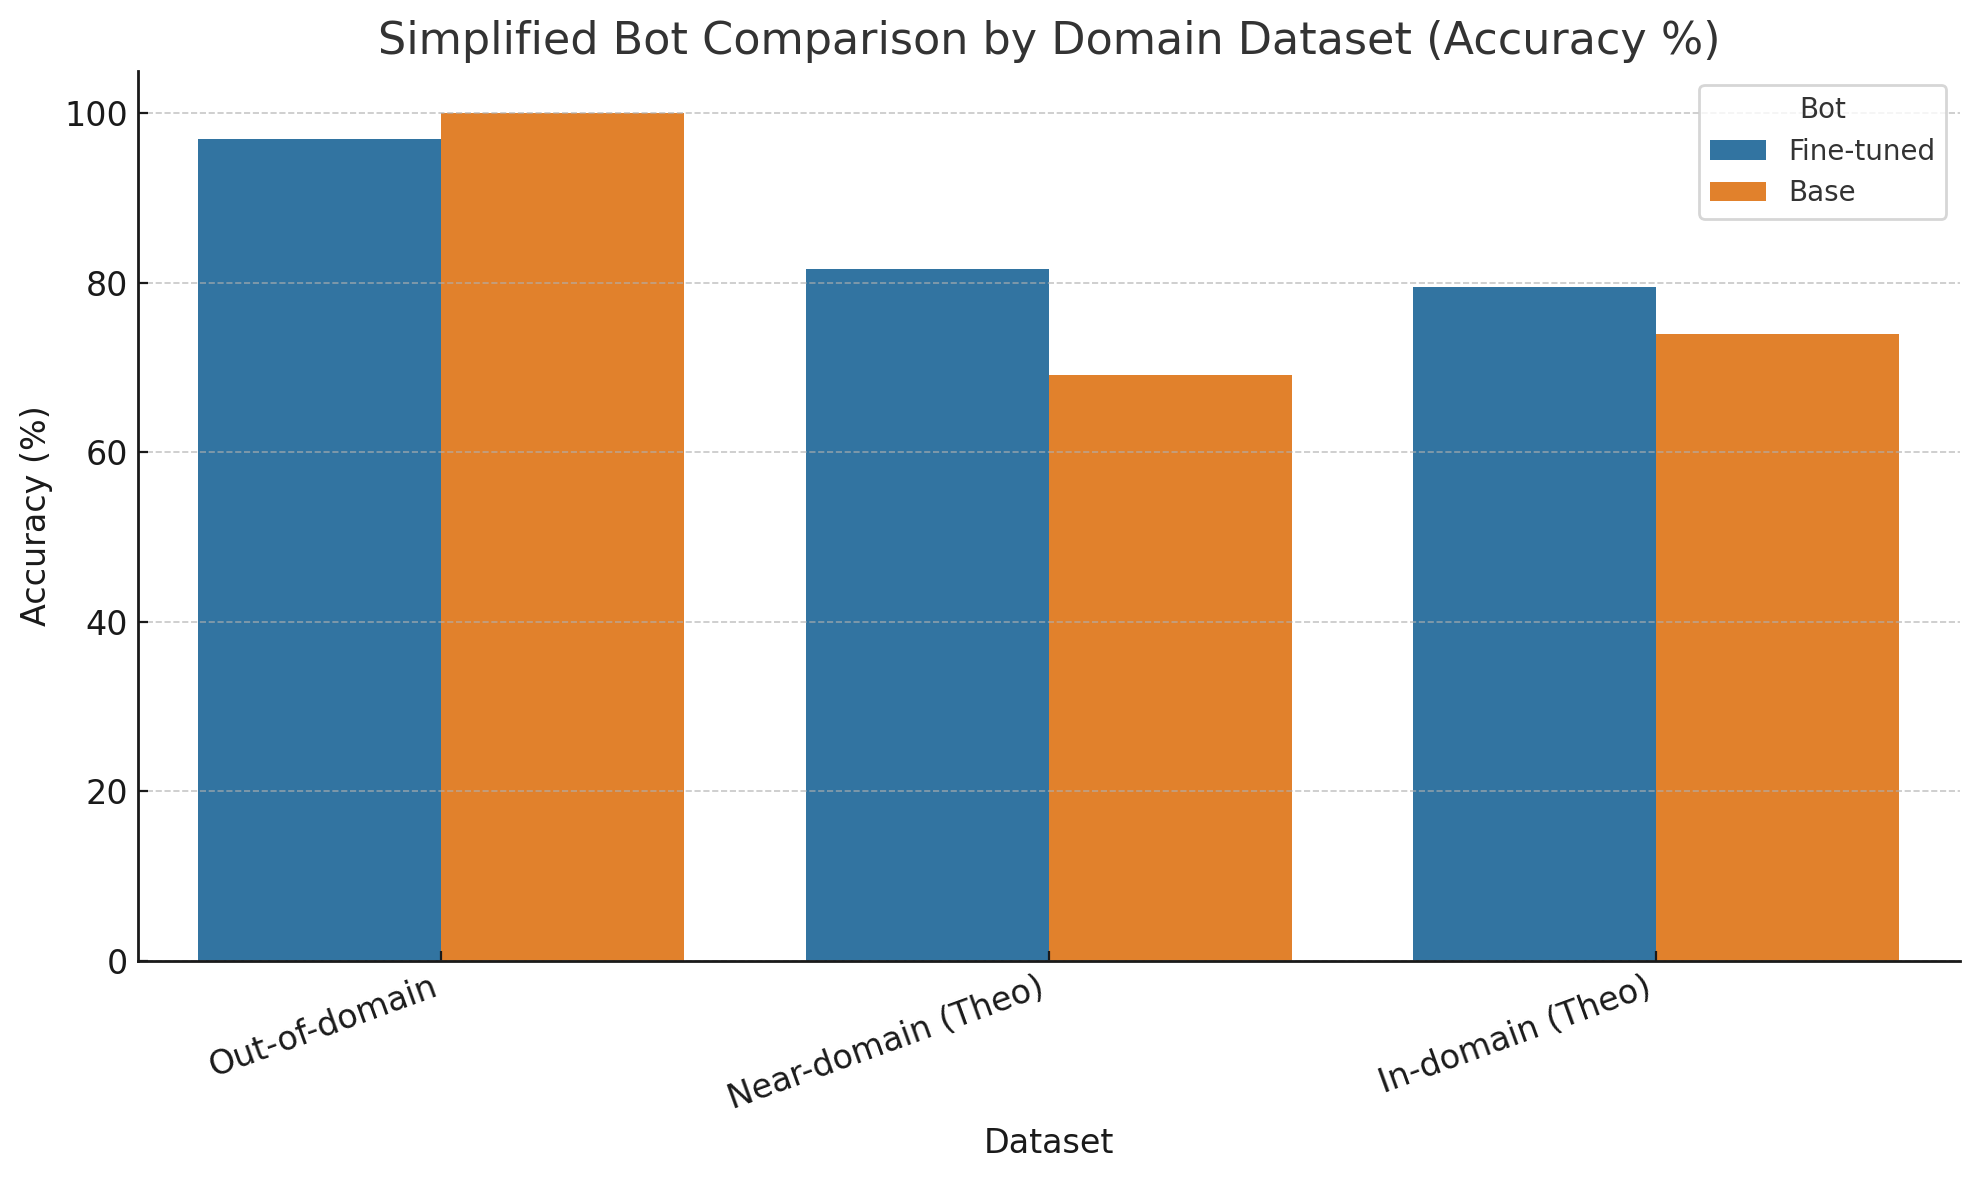 Simplified Bot Comparison by Domain Dataset (Accuracy %)
Bot
Fine-tuned
Base
Accuracy (%)
100
80
60
40
20
0
Out-of-domain
Near-domain (Theo)
In-domain (Theo)
Dataset